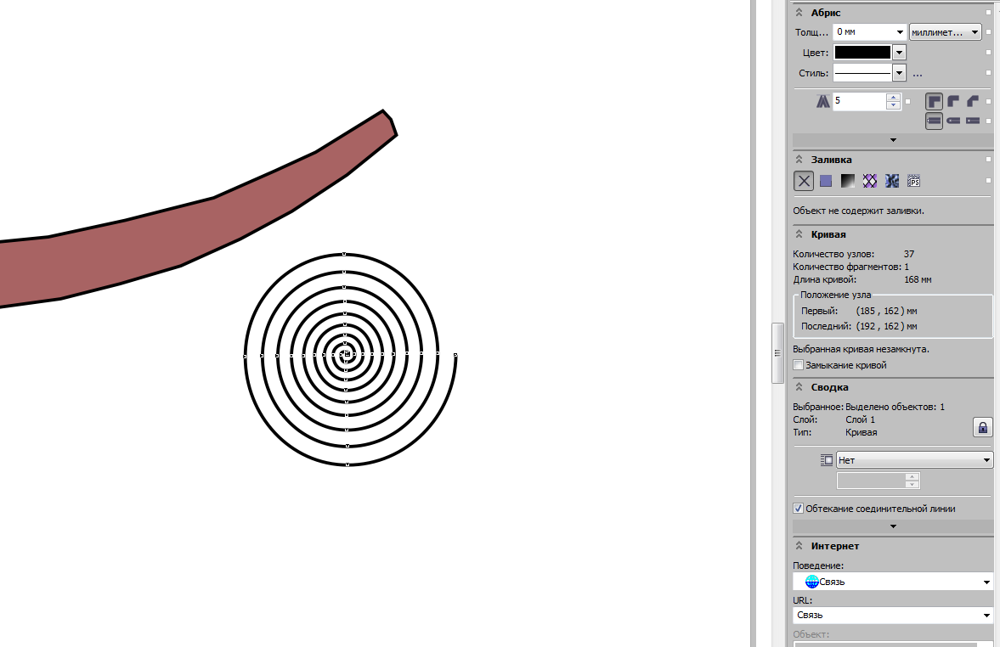 Абрис
Толщ... 0 мм миллимет...
Цвет:
Стиль: ...
5
Заливка
PS
Объект не содержит заливки.
Кривая
Количество узлов: 37
Количество фрагментов: 1
Длина кривой: 168 мм
Положение узла
Первый: (185 , 162 ) мм
Последний: (192 , 162 ) мм
Выбранная кривая незамкнута.
Замыкание кривой
Сводка
Выбранное: Выделено объектов: 1
Слой: Слой 1
Тип: Кривая
Нет
Обтекание соединительной линии
Интернет
Поведение:
Связь
URL:
Связь
Объект: